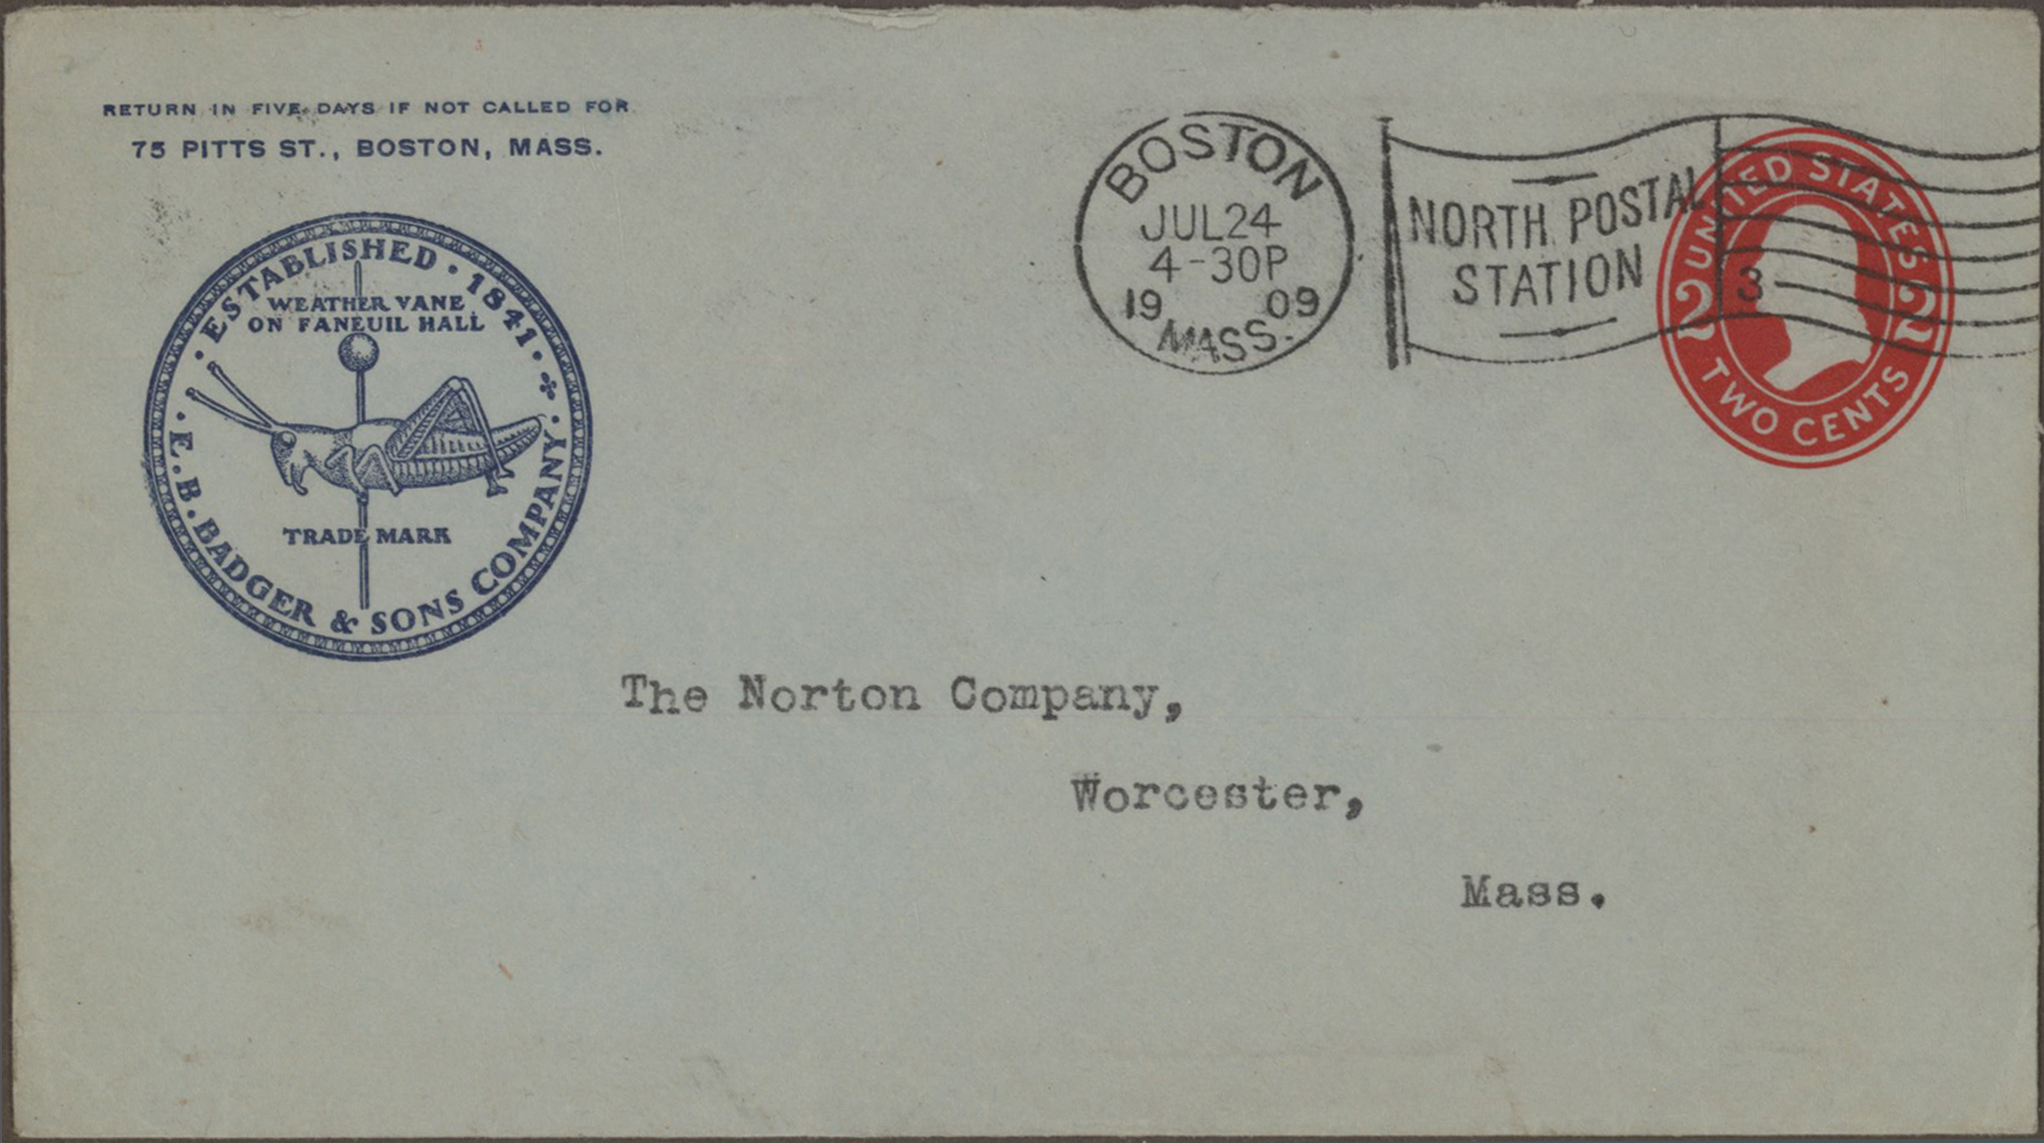 RETURN IN FIVE DAYS IF NOT CALLED FOR
75 PITTS ST., BOSTON, MASS.
· ESTABLISHED · 1841 ·
WEATHER VANE
ON FANEUIL HALL
TRADE MARK
· E. B. BADGER & SONS COMPANY ·
BOSTON
JUL 24
4-30P
19 09
MASS.
NORTH POSTAL
STATION
3
UNITED STATES
2 2
TWO CENTS
The Norton Company,
Worcester,
Mass.